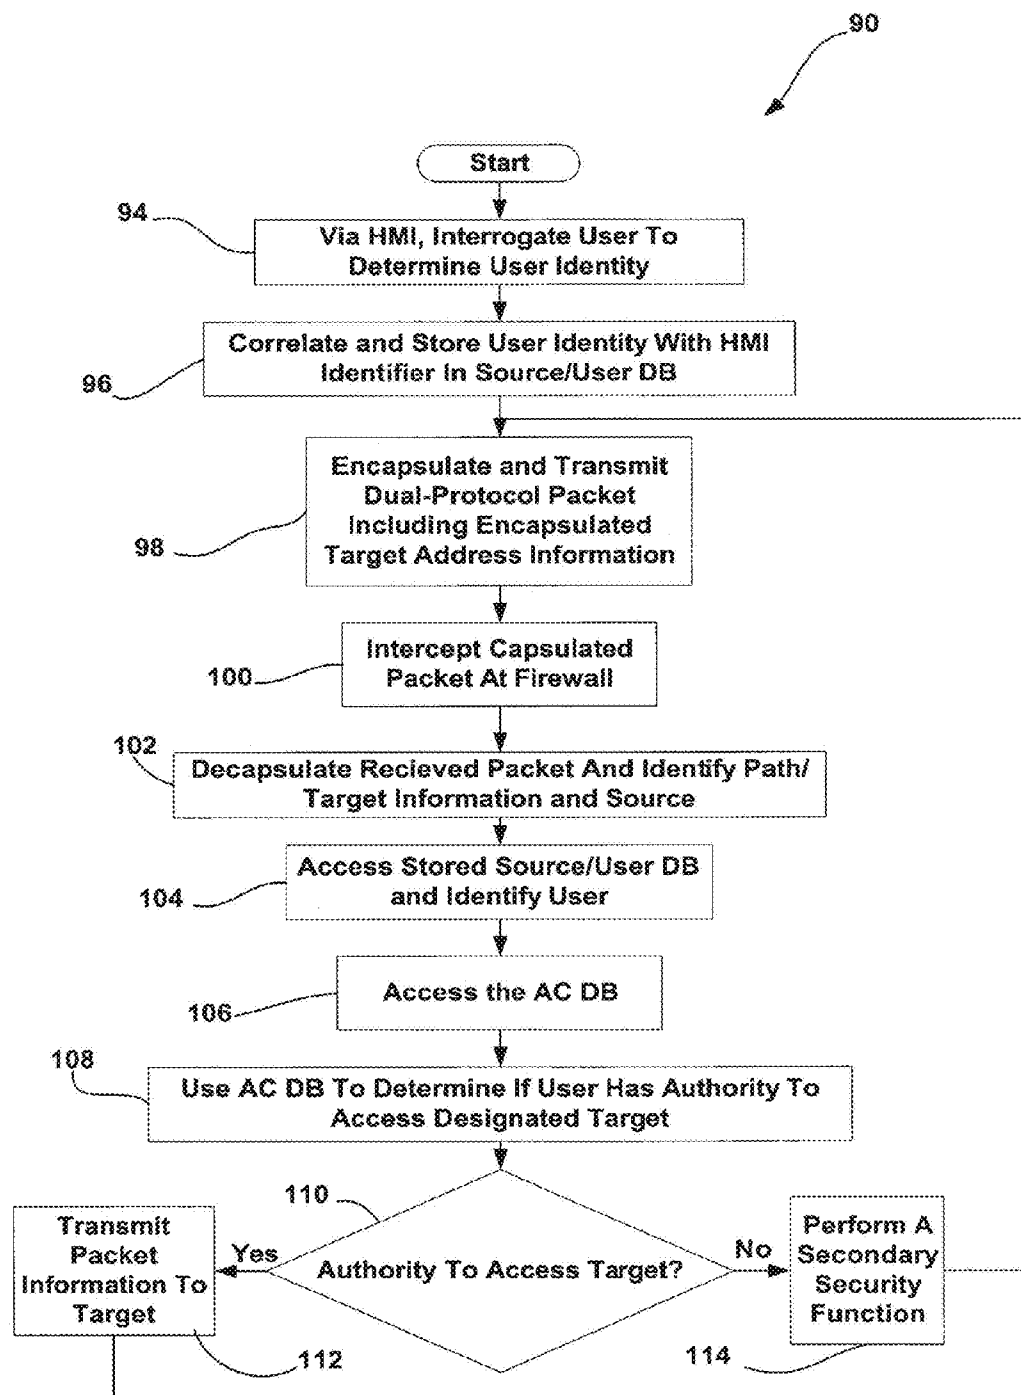 90
Start
94
Via HMI, Interrogate User To
Determine User Identity
Correlate and Store User Identity With HMI
Identifier In Source/User DB
96
Encapsulate and Transmit
Dual-Protocol Packet
Including Encapsulated
Target Address Information
98
Intercept Capsulated
Packet At Firewall
100
102
Decapsulate Recieved Packet And Identify Path/
Target Information and Source
Access Stored Source/User DB
and Identify User
104
Access the AC DB
106
108
Use AC DB To Determine If User Has Authority To
Access Designated Target
110
Authority To Access Target?
Yes
No
Transmit
Packet
Information To
Target
112
Perform A
Secondary
Security
Function
114